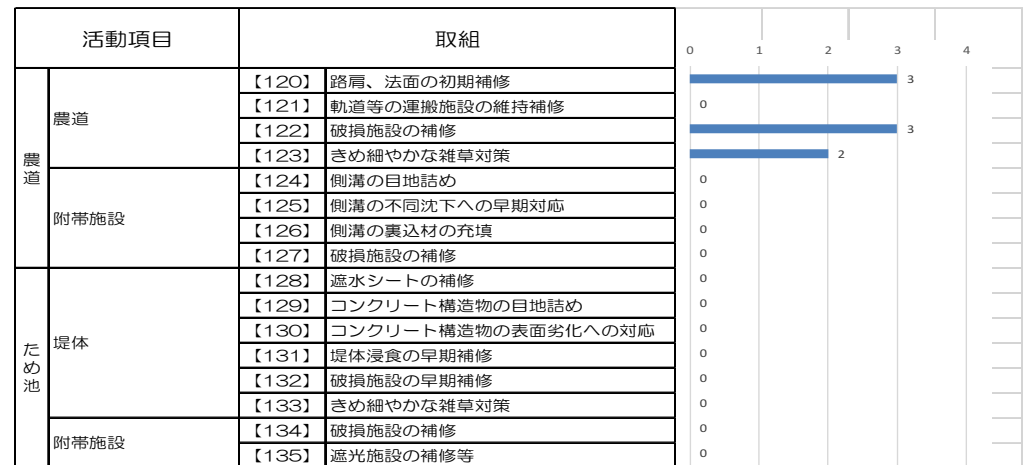 活動項目 取組
0 1 2 3 4
農道
農道
【120】 路肩、法面の初期補修 3
【121】 軌道等の運搬施設の維持補修 0
【122】 破損施設の補修 3
【123】 きめ細やかな雑草対策 2
附帯施設
【124】 側溝の目地詰め 0
【125】 側溝の不同沈下への早期対応 0
【126】 側溝の裏込材の充填 0
【127】 破損施設の補修 0
ため池
堤体
【128】 遮水シートの補修 0
【129】 コンクリート構造物の目地詰め 0
【130】 コンクリート構造物の表面劣化への対応 0
【131】 堤体浸食の早期補修 0
【132】 破損施設の早期補修 0
【133】 きめ細やかな雑草対策 0
附帯施設
【134】 破損施設の補修 0
【135】 遮光施設の補修等 0